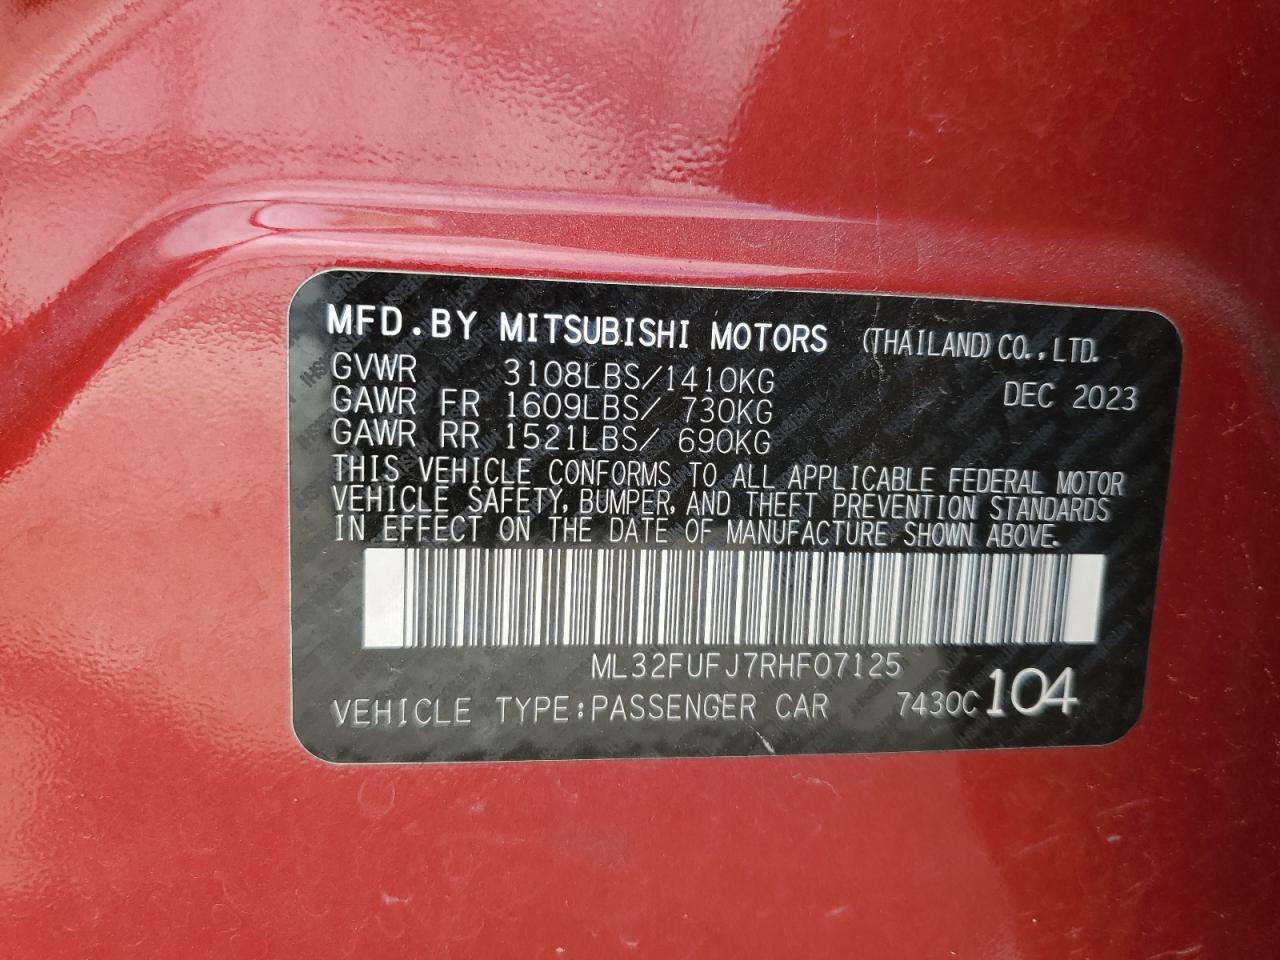 MFD.BY MITSUBISHI MOTORS (THAILAND) CO.,LTD.
GVWR 3108LBS/1410KG DEC 2023
GAWR FR 1609LBS/ 730KG
GAWR RR 1521LBS/ 690KG
THIS VEHICLE CONFORMS TO ALL APPLICABLE FEDERAL MOTOR
VEHICLE SAFETY, BUMPER, AND THEFT PREVENTION STANDARDS
IN EFFECT ON THE DATE OF MANUFACTURE SHOWN ABOVE.
ML32FUFJ7RHF07125
VEHICLE TYPE:PASSENGER CAR 7430C 104